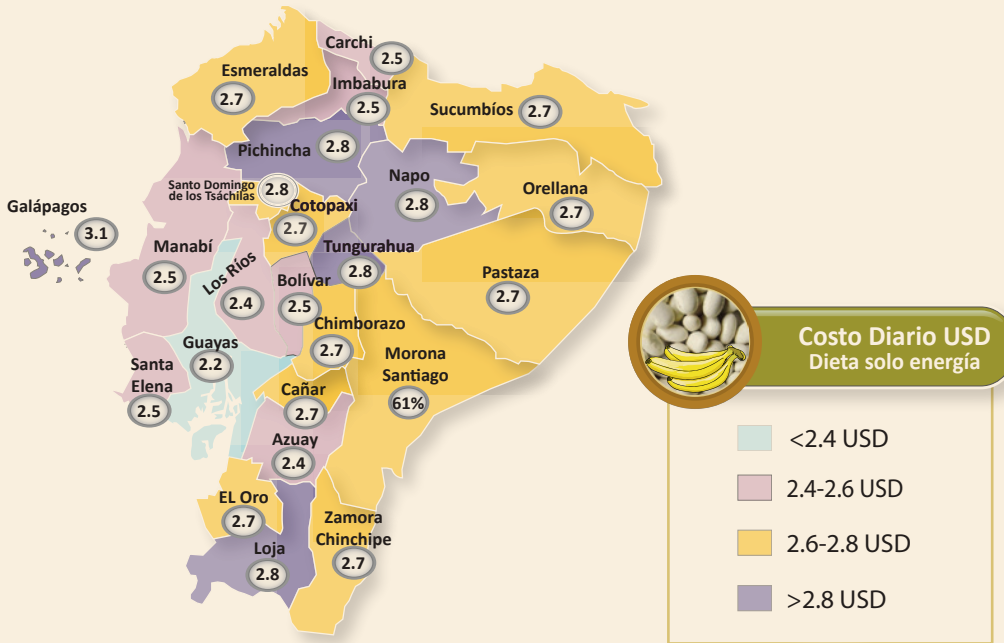 Carchi
2.5
Esmeraldas
2.7
Imbabura
2.5
Sucumbíos
2.7
Pichincha
2.8
Santo Domingo
de los Tsáchilas
2.8
Napo
2.8
Orellana
2.7
Cotopaxi
2.7
Galápagos
3.1
Manabí
2.5
Los Ríos
2.4
Tungurahua
2.8
Bolívar
2.5
Pastaza
2.7
Chimborazo
2.7
Guayas
2.2
Santa
Elena
2.5
Morona
Santiago
61%
Cañar
2.7
Azuay
2.4
EL Oro
2.7
Loja
2.8
Zamora
Chinchipe
2.7
Costo Diario USD
Dieta solo energía
<2.4 USD
2.4-2.6 USD
2.6-2.8 USD
>2.8 USD